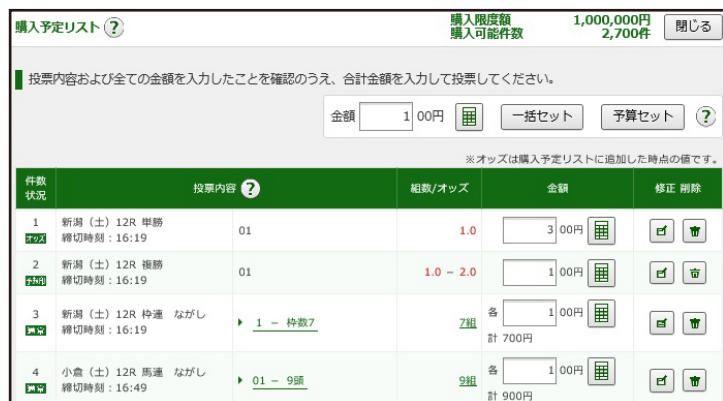 購入予定リスト ?
購入限度額 1,000,000円
購入可能件数 2,700件
閉じる
投票内容および全ての金額を入力したことを確認のうえ、合計金額を入力して投票してください。
金額 1 00円 一括セット 予算セット ?
※オッズは購入予定リストに追加した時点の値です。
件数 状況 投票内容 ? 組数/オッズ 金額 修正 削除
1 新潟（土）12R 単勝 01 1.0 3 00円
オッズ 締切時刻：16:19
2 新潟（土）12R 複勝 01 1.0 − 2.0 1 00円
締切時刻：16:19
3 新潟（土）12R 枠連 ながし 1 − 枠数7 7組 各 1 00円
通常 締切時刻：16:19 計 700円
4 小倉（土）12R 馬連 ながし 01 − 9頭 9組 各 1 00円
通常 締切時刻：16:49 計 900円